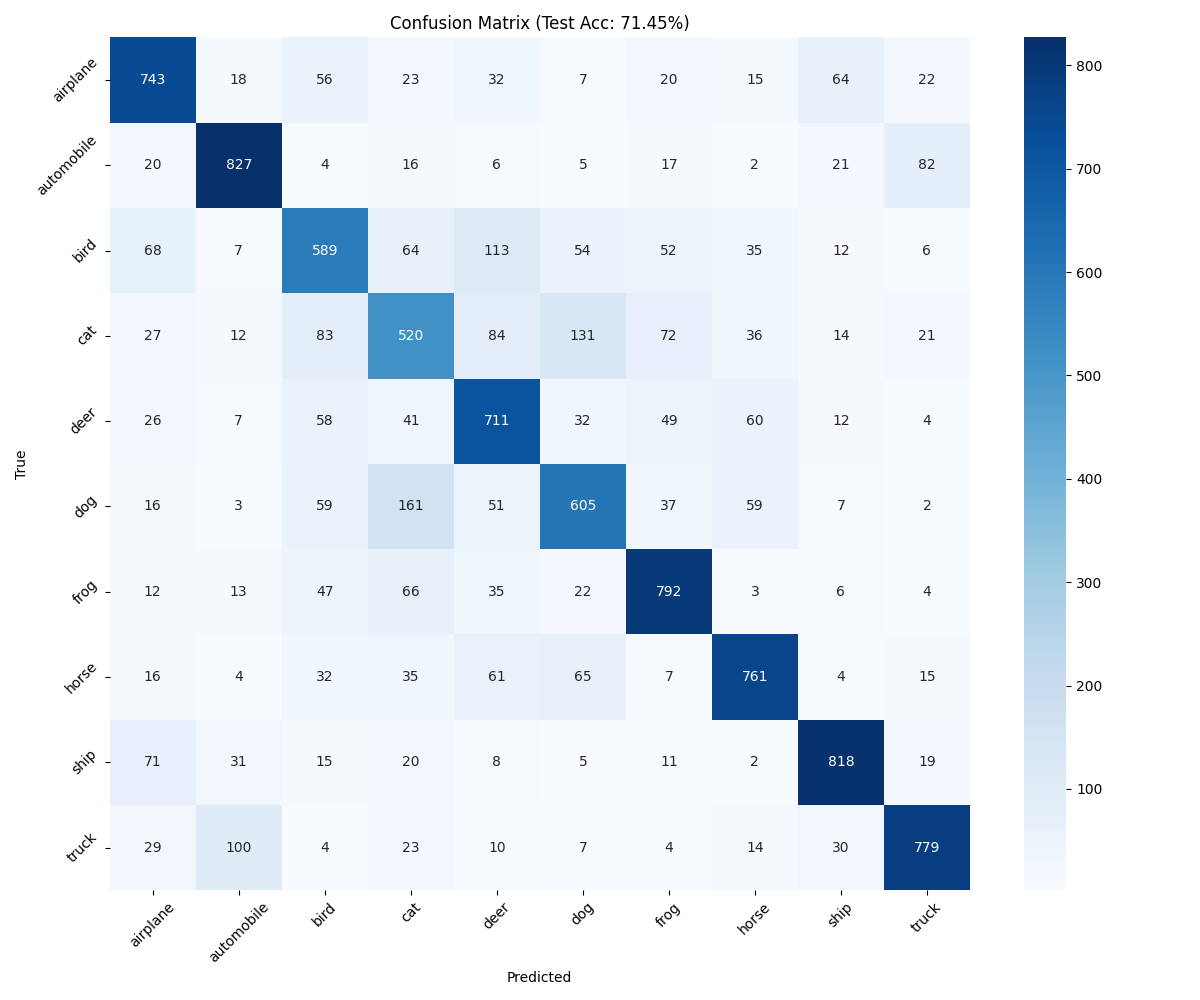 Confusion Matrix (Test Acc: 71.45%)
airplane 743 18 56 23 32 7 20 15 64 22
automobile 20 827 4 16 6 5 17 2 21 82
bird 68 7 589 64 113 54 52 35 12 6
cat 27 12 83 520 84 131 72 36 14 21
deer 26 7 58 41 711 32 49 60 12 4
dog 16 3 59 161 51 605 37 59 7 2
frog 12 13 47 66 35 22 792 3 6 4
horse 16 4 32 35 61 65 7 761 4 15
ship 71 31 15 20 8 5 11 2 818 19
truck 29 100 4 23 10 7 4 14 30 779
airplane automobile bird cat deer dog frog horse ship truck
Predicted
True
800
700
600
500
400
300
200
100